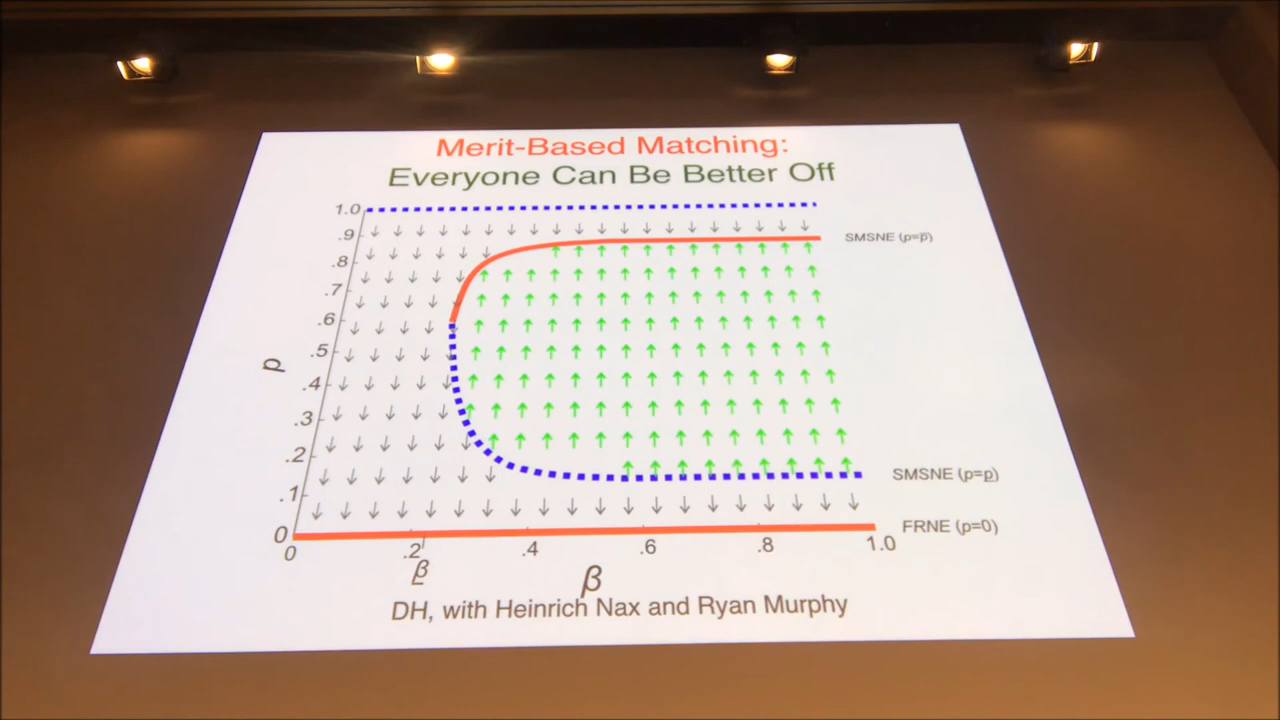 Merit-Based Matching:
Everyone Can Be Better Off
1.0
.9
.8
.7
.6
.5
.4
.3
.2
.1
0
p
SMSNE (p=p̅)
SMSNE (p=p̲)
FRNE (p=0)
0
.2
.4
.6
.8
1.0
β̲
β
DH, with Heinrich Nax and Ryan Murphy